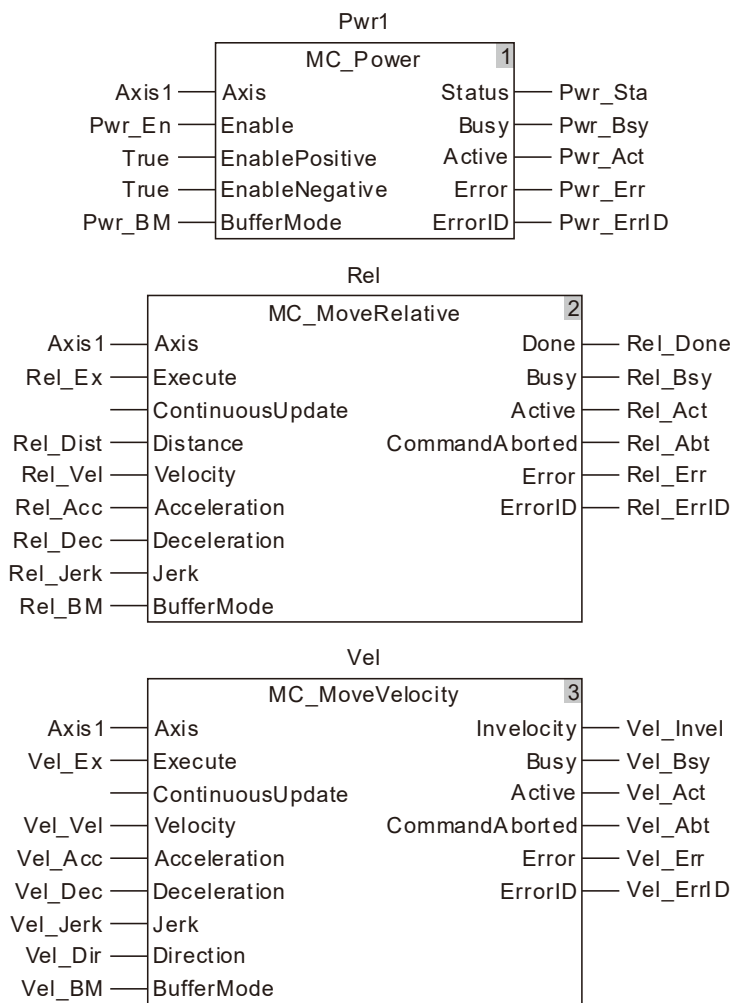 Pwr1
MC_Power 1
Axis1 Axis Status Pwr_Sta
Pwr_En Enable Busy Pwr_Bsy
True EnablePositive Active Pwr_Act
True EnableNegative Error Pwr_Err
Pwr_BM BufferMode ErrorID Pwr_ErrID
Rel
MC_MoveRelative 2
Axis1 Axis Done Rel_Done
Rel_Ex Execute Busy Rel_Bsy
ContinuousUpdate Active Rel_Act
Rel_Dist Distance CommandAborted Rel_Abt
Rel_Vel Velocity Error Rel_Err
Rel_Acc Acceleration ErrorID Rel_ErrID
Rel_Dec Deceleration
Rel_Jerk Jerk
Rel_BM BufferMode
Vel
MC_MoveVelocity 3
Axis1 Axis Invelocity Vel_Invel
Vel_Ex Execute Busy Vel_Bsy
ContinuousUpdate Active Vel_Act
Vel_Vel Velocity CommandAborted Vel_Abt
Vel_Acc Acceleration Error Vel_Err
Vel_Dec Deceleration ErrorID Vel_ErrID
Vel_Jerk Jerk
Vel_Dir Direction
Vel_BM BufferMode